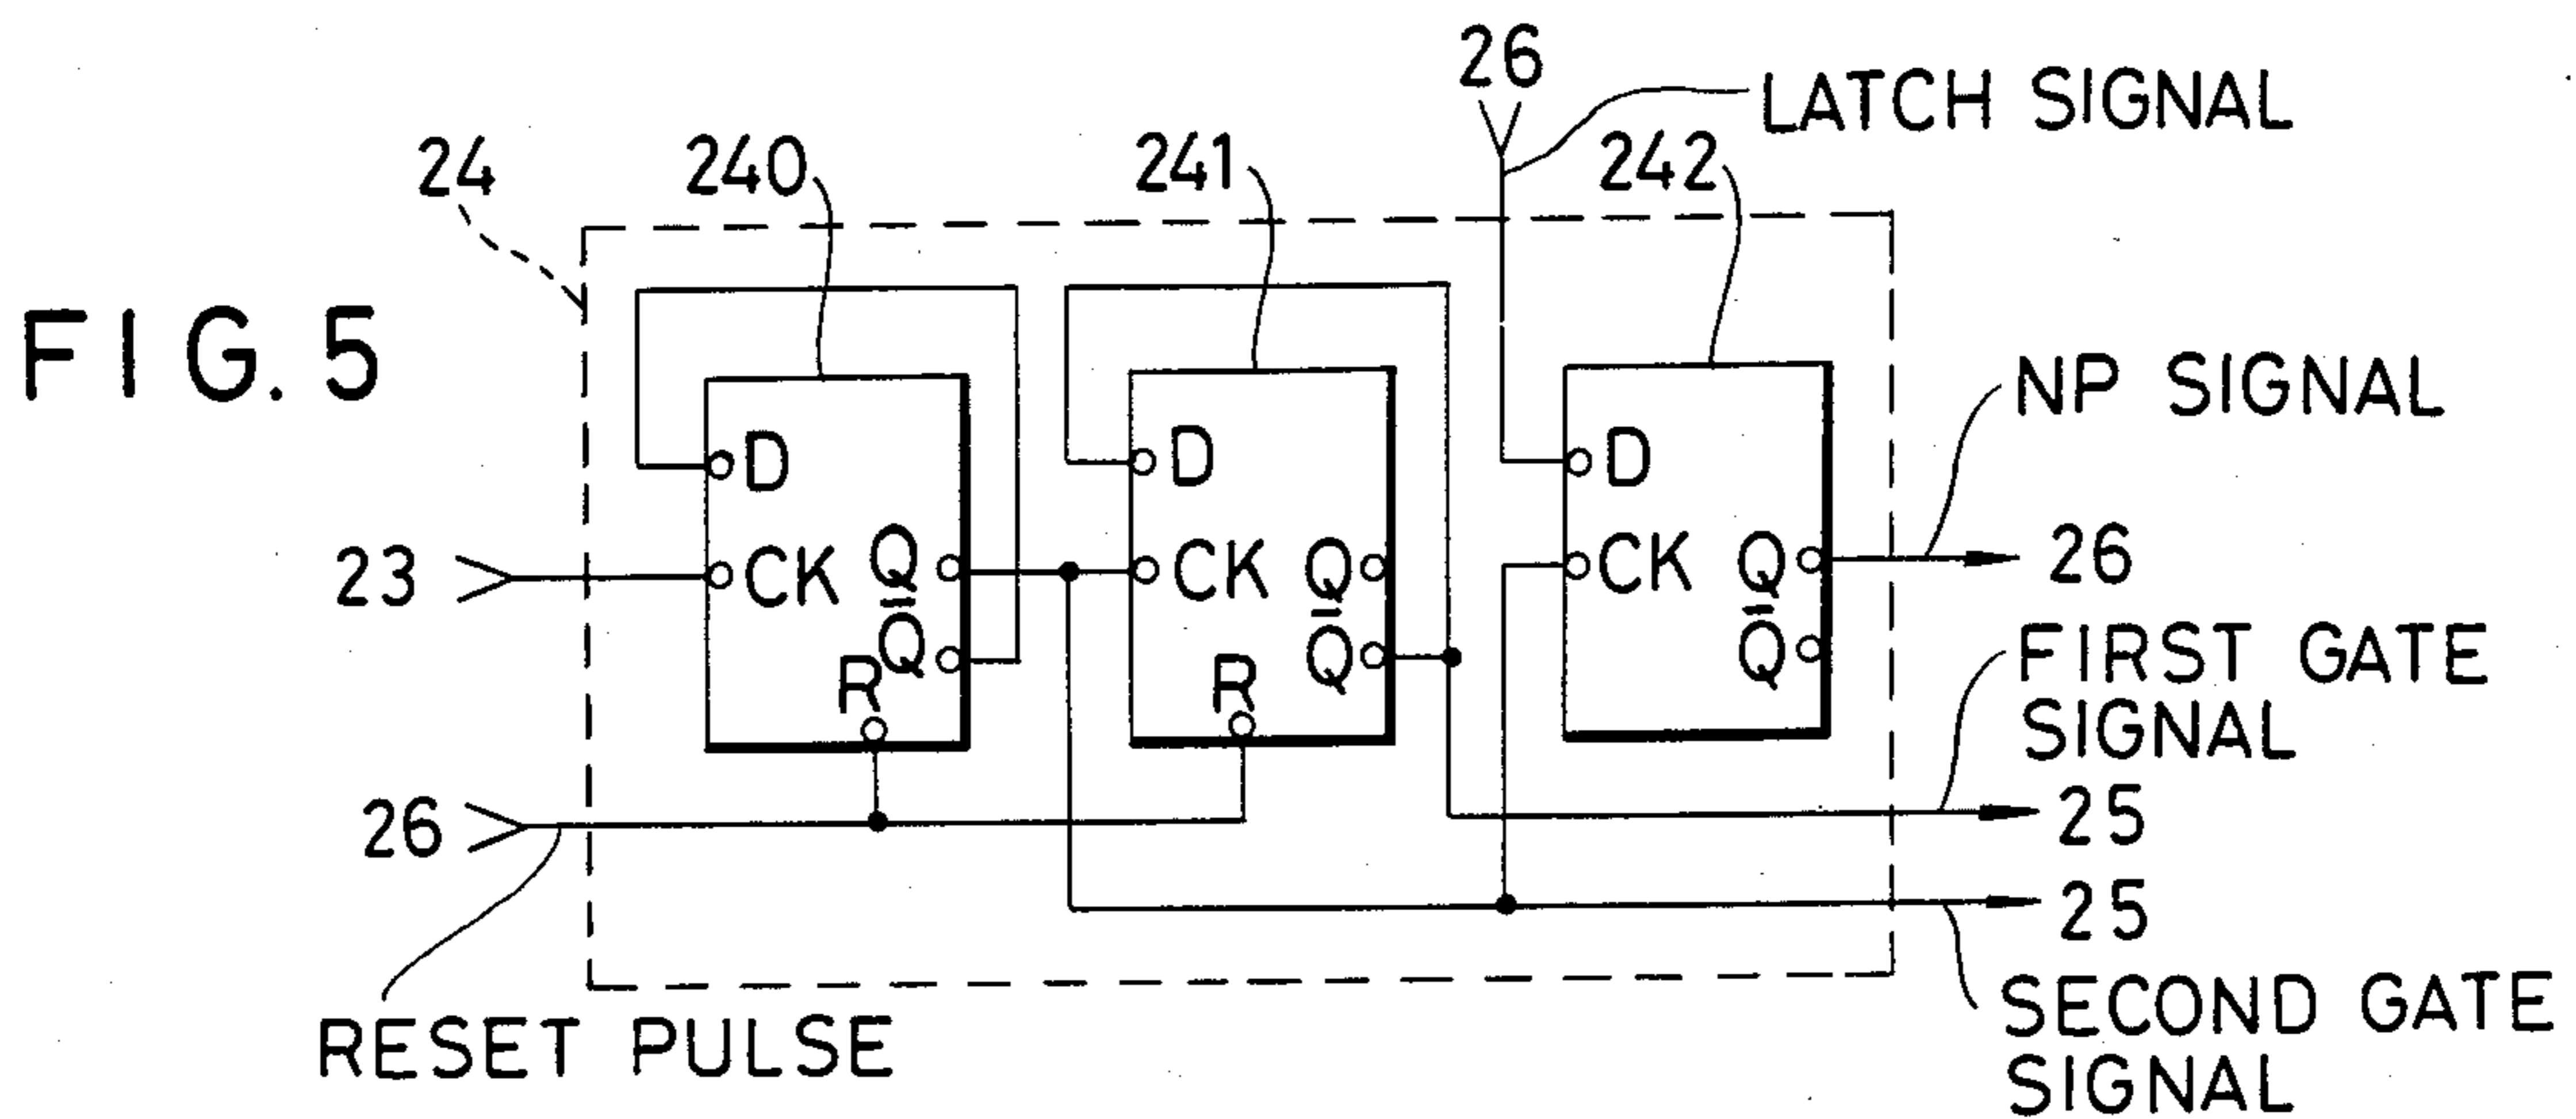 FIG. 5
24
240
241
26
LATCH SIGNAL
242
D
CK
Q
Q̅
R
D
CK
Q
Q̅
R
D
CK
Q
Q̅
23
26
RESET PULSE
NP SIGNAL
26
FIRST GATE
SIGNAL
25
25
SECOND GATE
SIGNAL